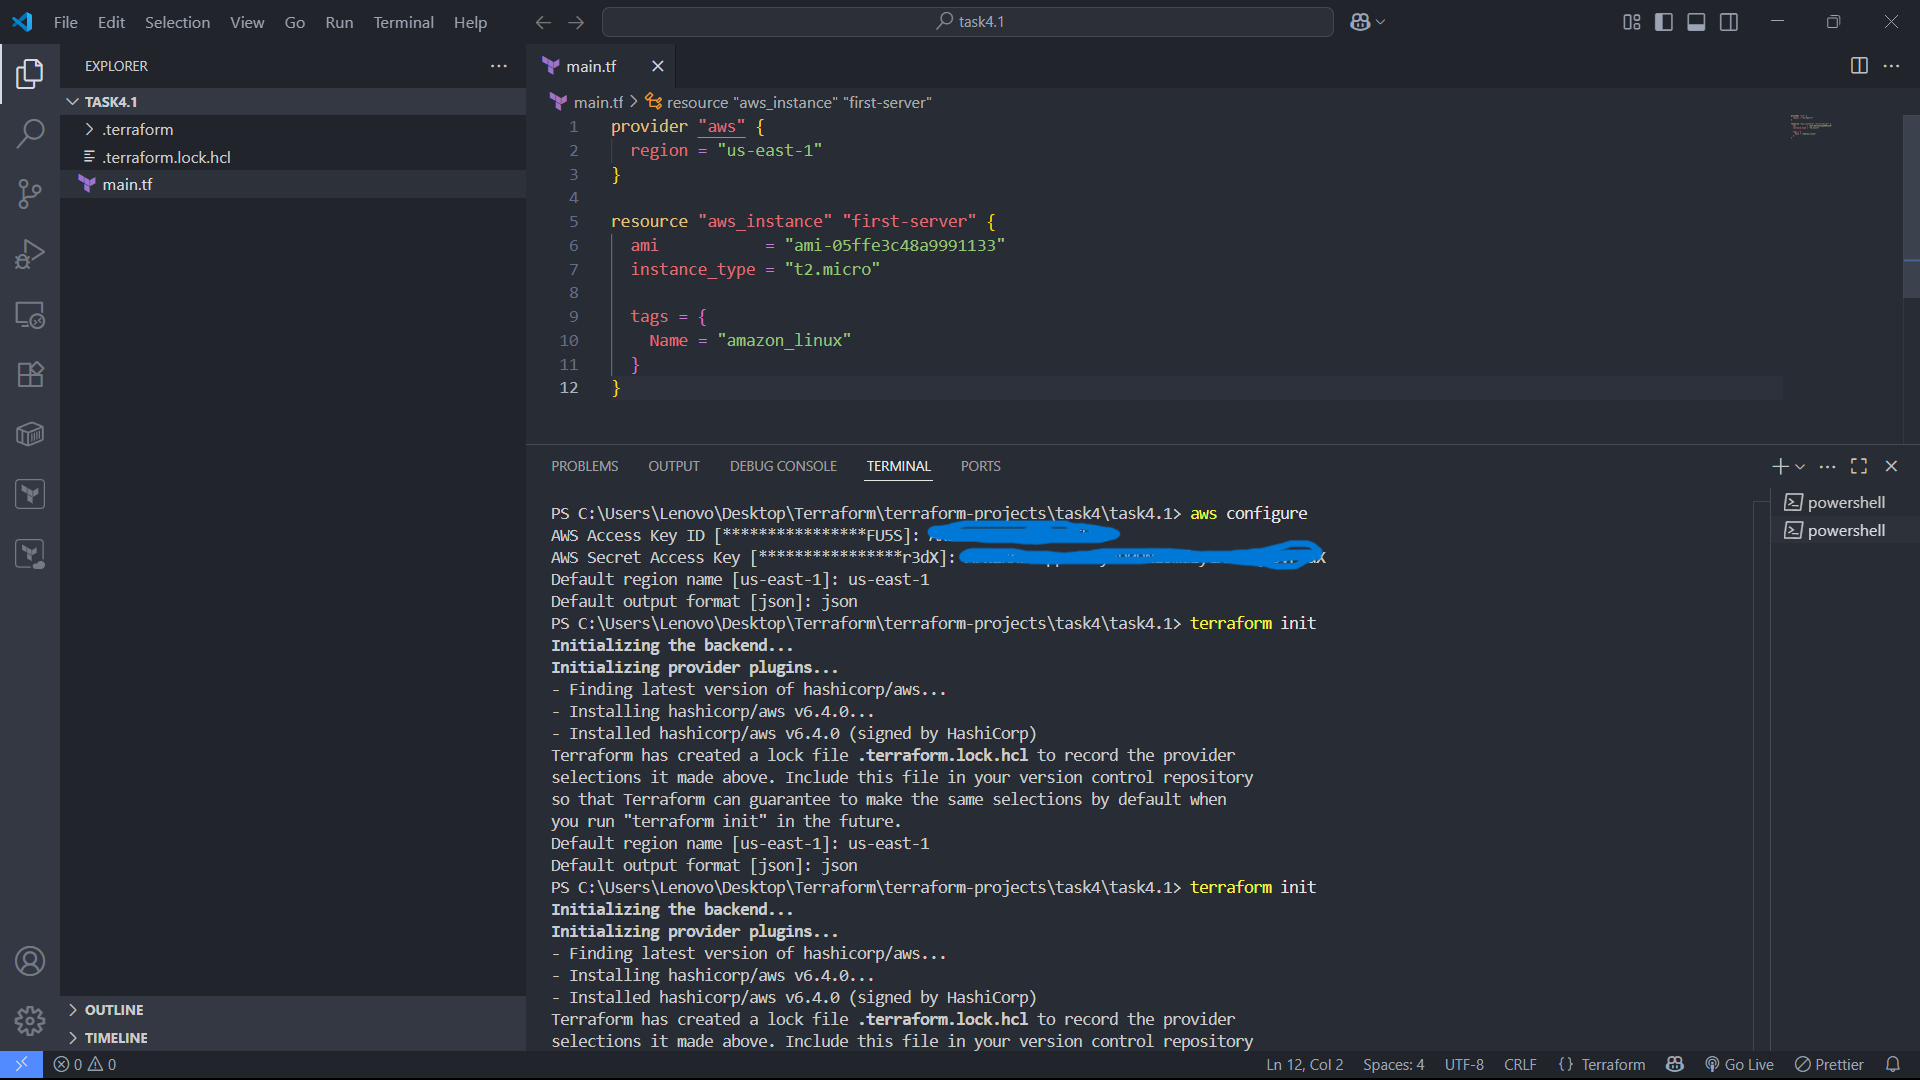 File Edit Selection View Go Run Terminal Help
task4.1
EXPLORER
TASK4.1
.terraform
.terraform.lock.hcl
main.tf
OUTLINE
TIMELINE
main.tf
main.tf > resource "aws_instance" "first-server"
1 provider "aws" {
2 region = "us-east-1"
3 }
4
5 resource "aws_instance" "first-server" {
6 ami = "ami-05ffe3c48a9991133"
7 instance_type = "t2.micro"
8
9 tags = {
10 Name = "amazon_linux"
11 }
12 }
PROBLEMS OUTPUT DEBUG CONSOLE TERMINAL PORTS
powershell
powershell
PS C:\Users\Lenovo\Desktop\Terraform\terraform-projects\task4\task4.1> aws configure
AWS Access Key ID [****************FU5S]:
AWS Secret Access Key [****************r3dX]:
Default region name [us-east-1]: us-east-1
Default output format [json]: json
PS C:\Users\Lenovo\Desktop\Terraform\terraform-projects\task4\task4.1> terraform init
Initializing the backend...
Initializing provider plugins...
- Finding latest version of hashicorp/aws...
- Installing hashicorp/aws v6.4.0...
- Installed hashicorp/aws v6.4.0 (signed by HashiCorp)
Terraform has created a lock file .terraform.lock.hcl to record the provider
selections it made above. Include this file in your version control repository
so that Terraform can guarantee to make the same selections by default when
you run "terraform init" in the future.
Default region name [us-east-1]: us-east-1
Default output format [json]: json
PS C:\Users\Lenovo\Desktop\Terraform\terraform-projects\task4\task4.1> terraform init
Initializing the backend...
Initializing provider plugins...
- Finding latest version of hashicorp/aws...
- Installing hashicorp/aws v6.4.0...
- Installed hashicorp/aws v6.4.0 (signed by HashiCorp)
Terraform has created a lock file .terraform.lock.hcl to record the provider
selections it made above. Include this file in your version control repository
0 0 Ln 12, Col 2 Spaces: 4 UTF-8 CRLF {} Terraform Go Live Prettier